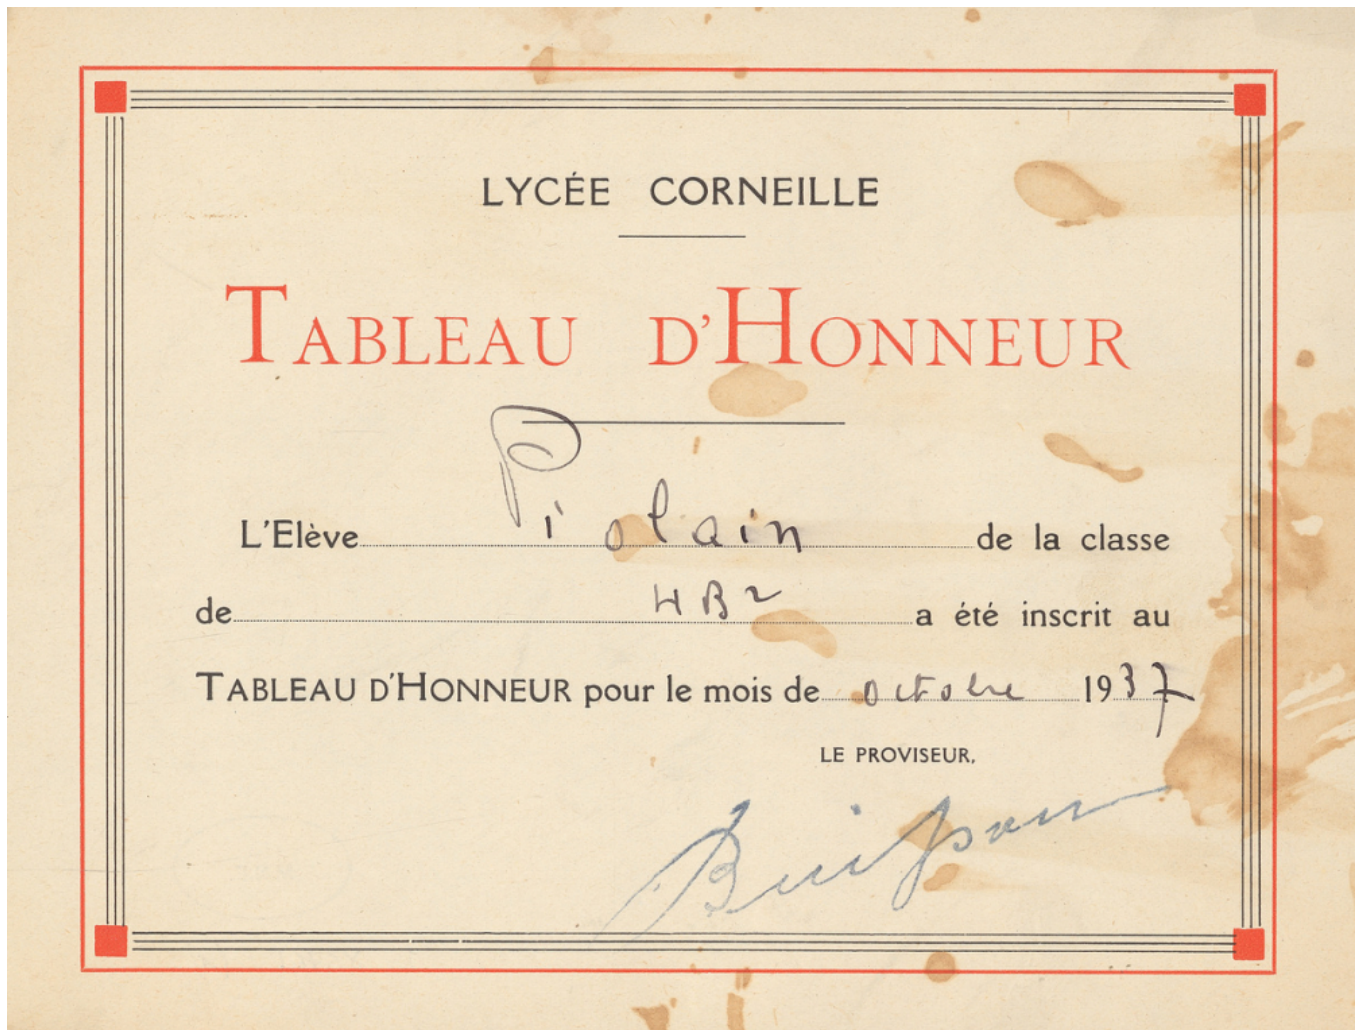 LYCÉE CORNEILLE
TABLEAU D'HONNEUR
L'Elève Piolain de la classe
de 4B2 a été inscrit au
TABLEAU D'HONNEUR pour le mois de octobre 1937
LE PROVISEUR,